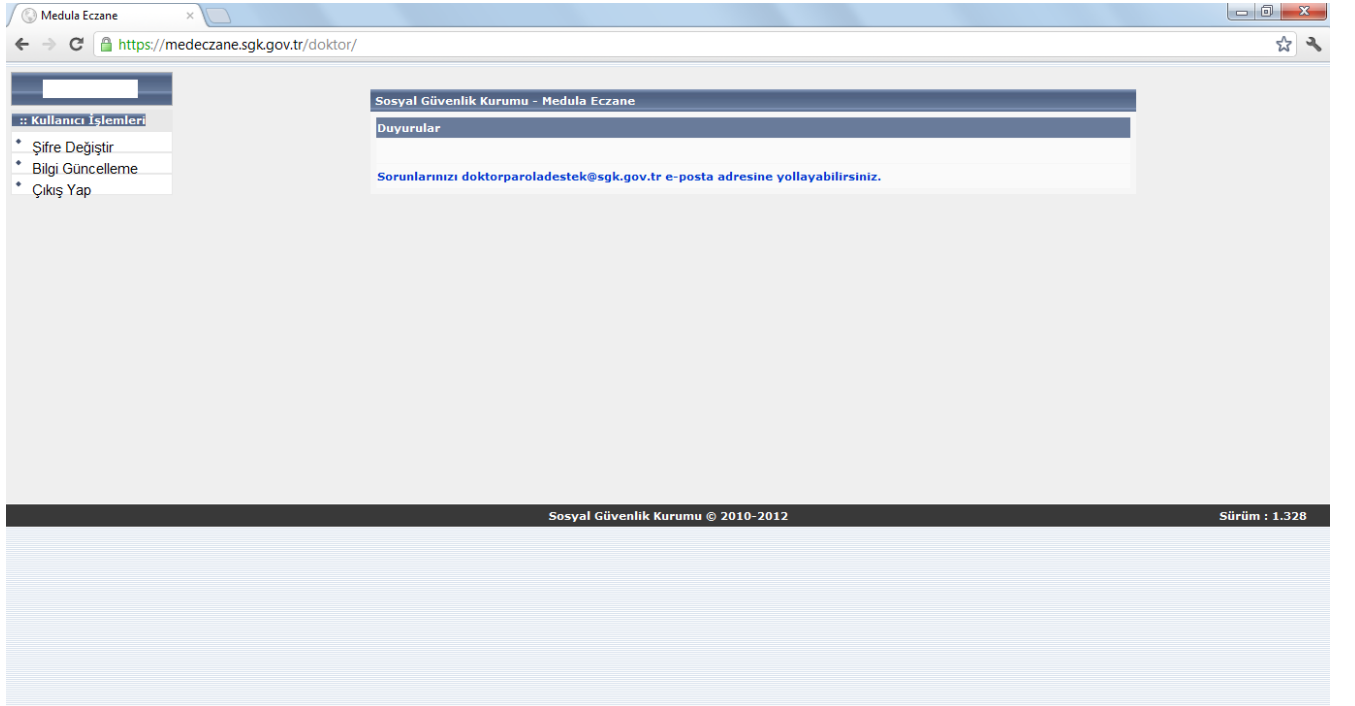 Medula Eczane
https://medeczane.sgk.gov.tr/doktor/
:: Kullanıcı İşlemleri
Şifre Değiştir
Bilgi Güncelleme
Çıkış Yap
Sosyal Güvenlik Kurumu - Medula Eczane
Duyurular
Sorunlarınızı doktorparoladestek@sgk.gov.tr e-posta adresine yollayabilirsiniz.
Sosyal Güvenlik Kurumu © 2010-2012
Sürüm : 1.328